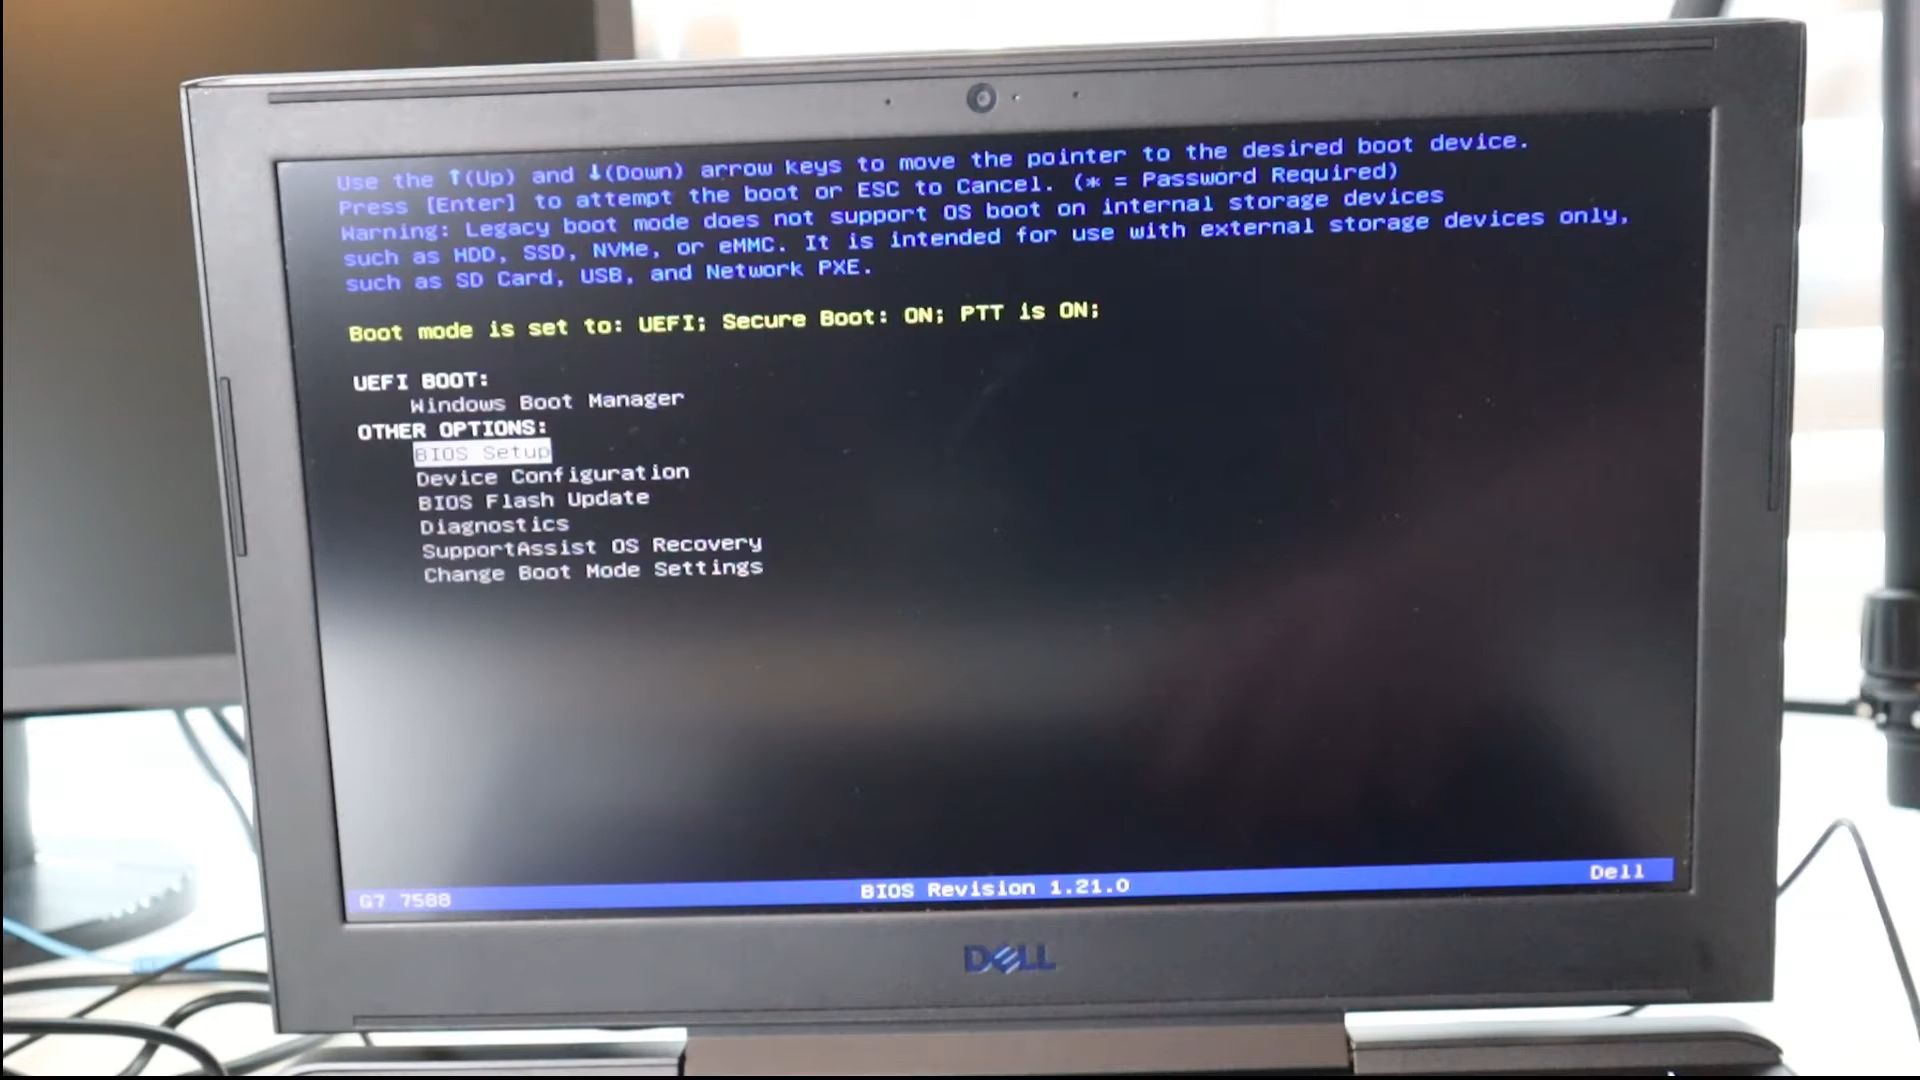 Use the ↑(Up) and ↓(Down) arrow keys to move the pointer to the desired boot device.
Press [Enter] to attempt the boot or ESC to Cancel. (* = Password Required)
Warning: Legacy boot mode does not support OS boot on internal storage devices
such as HDD, SSD, NVMe, or eMMC. It is intended for use with external storage devices only,
such as SD Card, USB, and Network PXE.
Boot mode is set to: UEFI; Secure Boot: ON; PTT is ON;
UEFI BOOT:
Windows Boot Manager
OTHER OPTIONS:
BIOS Setup
Device Configuration
BIOS Flash Update
Diagnostics
SupportAssist OS Recovery
Change Boot Mode Settings
G7 7588 BIOS Revision 1.21.0 Dell
DELL